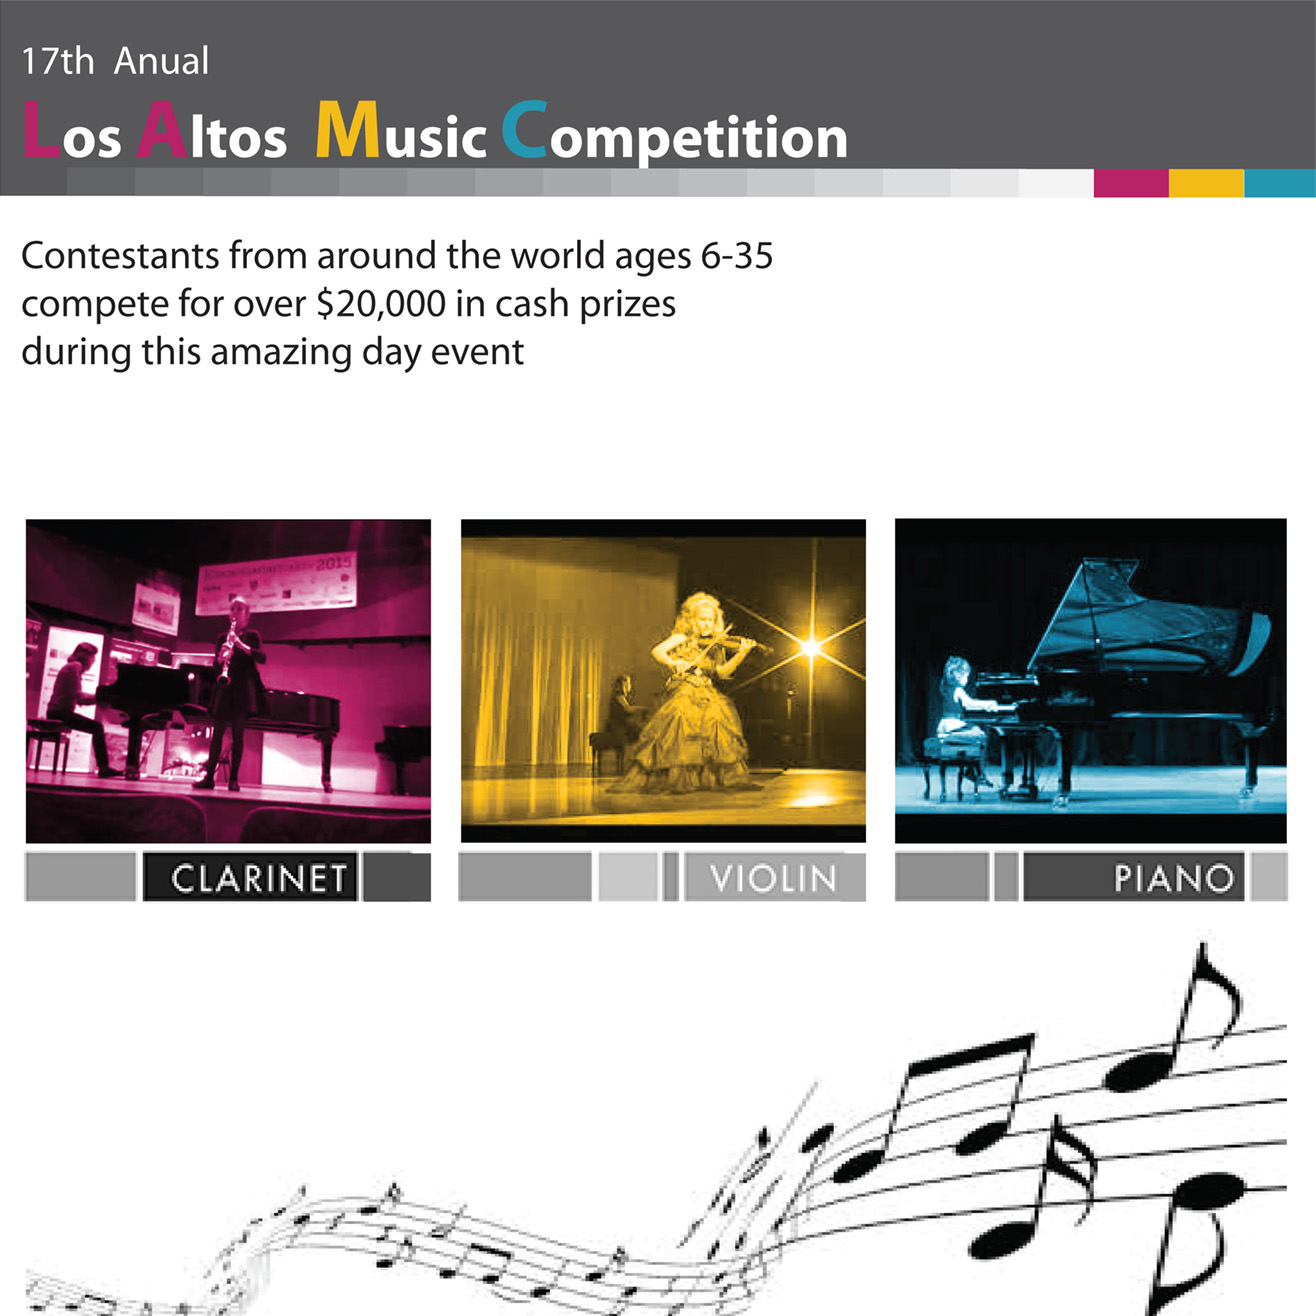 17th Anual
Los Altos Music Competition
Contestants from around the world ages 6-35
compete for over $20,000 in cash prizes
during this amazing day event
2015
CLARINET
VIOLIN
PIANO